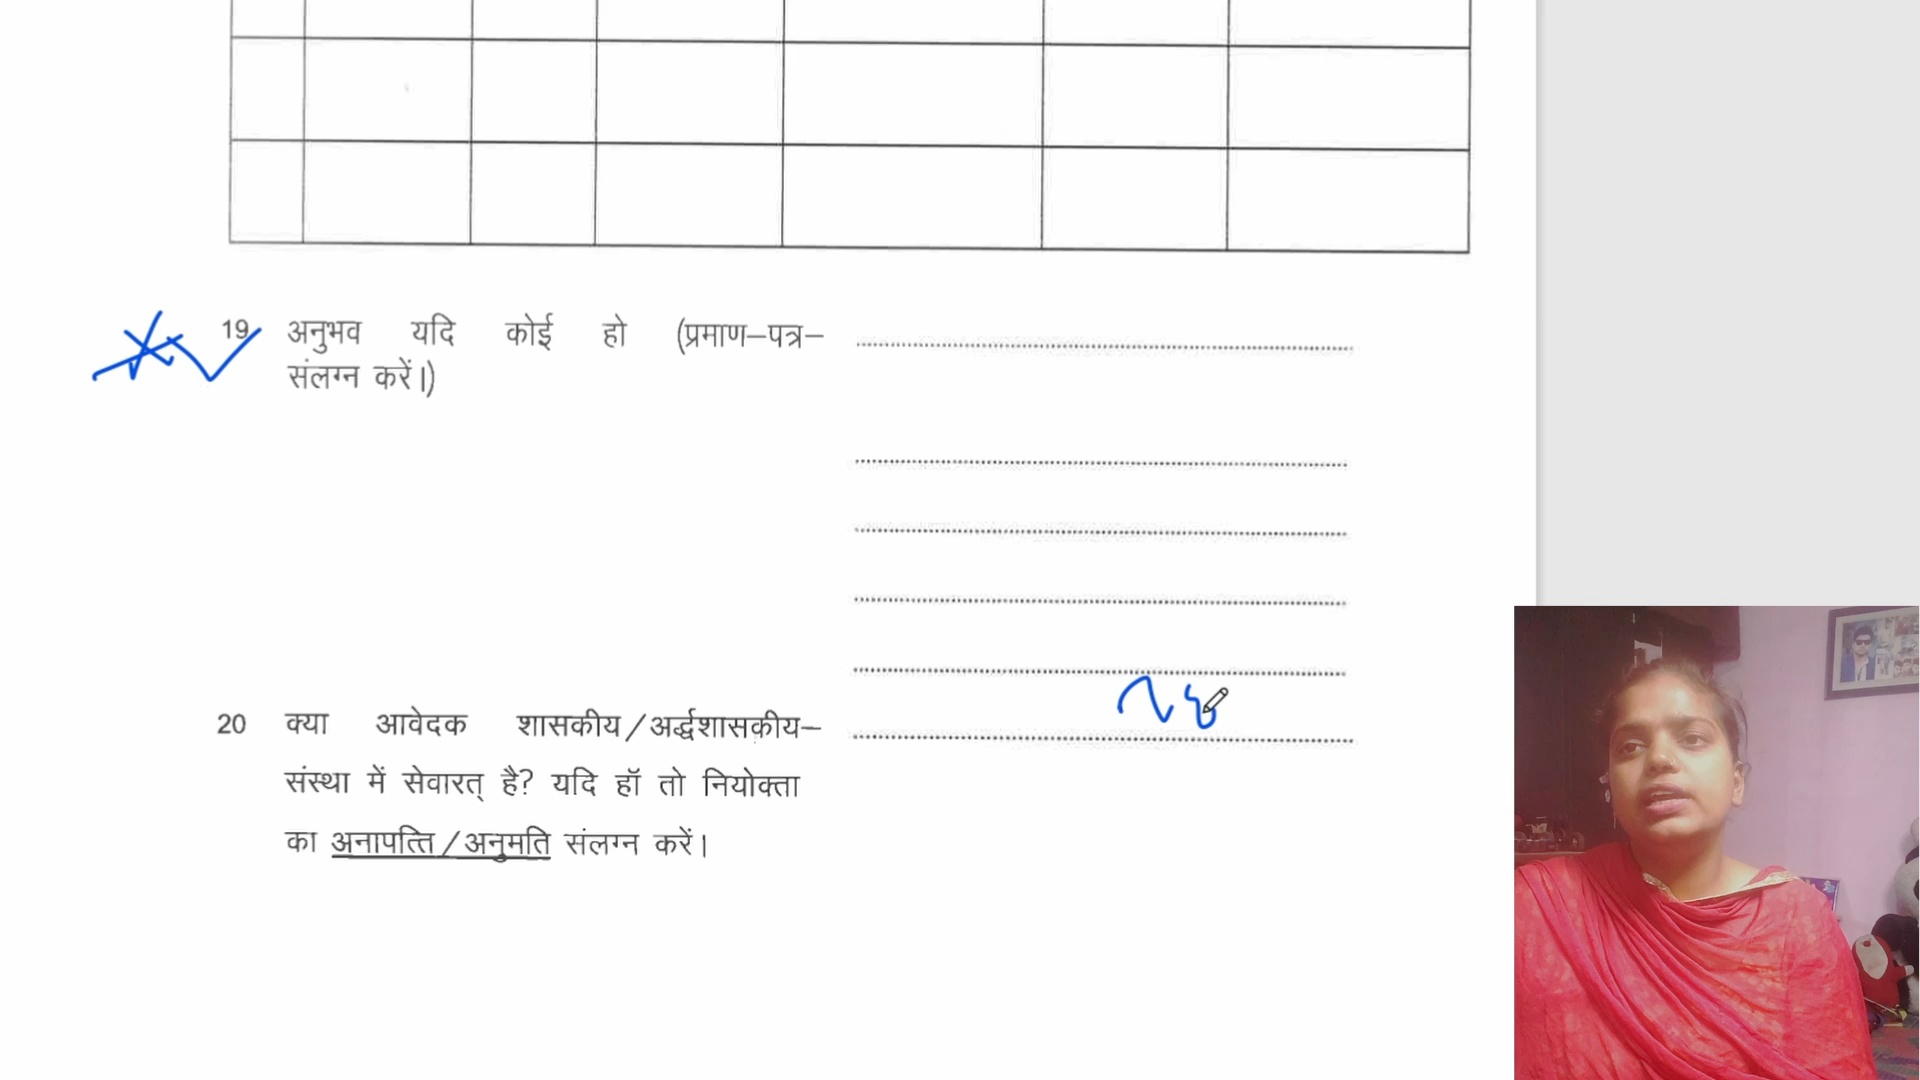 19 अनुभव यदि कोई हो (प्रमाण–पत्र–
संलग्न करें।)
20 क्या आवेदक शासकीय/अर्द्धशासकीय–
संस्था में सेवारत् है? यदि हॉ तो नियोक्ता
का अनापत्ति/अनुमति संलग्न करें।